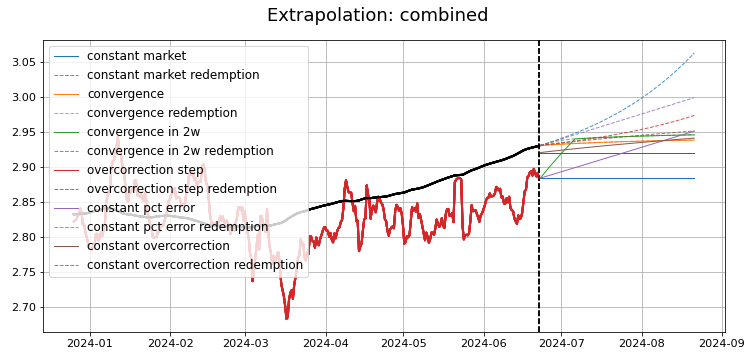 Extrapolation: combined
3.05
3.00
2.95
2.90
2.85
2.80
2.75
2.70
constant market
constant market redemption
convergence
convergence redemption
convergence in 2w
convergence in 2w redemption
overcorrection step
overcorrection step redemption
constant pct error
constant pct error redemption
constant overcorrection
constant overcorrection redemption
2024-01
2024-02
2024-03
2024-04
2024-05
2024-06
2024-07
2024-08
2024-09